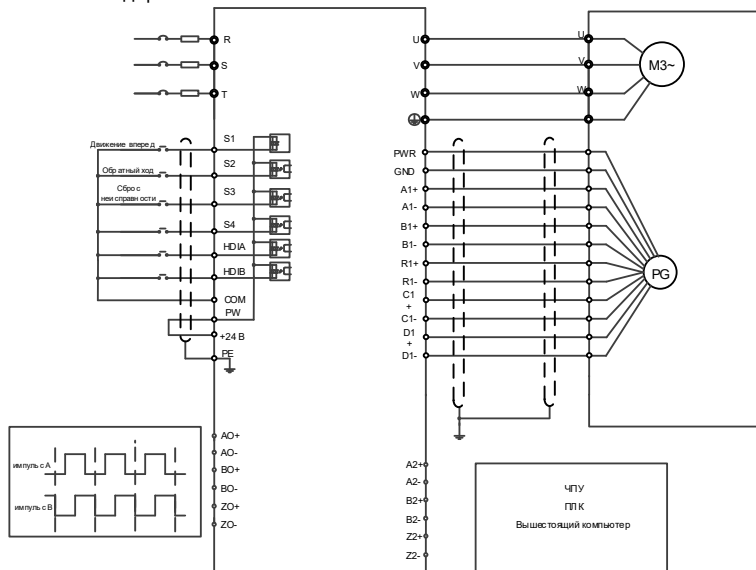 R
S
T
Движение вперед
S1
Обратный ход
S2
Сброс
неисправности
S3
S4
HDIA
HDIB
COM
PW
+24 В
PE
U
V
W
U
V
W
M3~
PWR
GND
A1+
A1-
B1+
B1-
R1+
R1-
C1
+
C1-
D1
+
D1-
PG
импульс A
импульс B
AO+
AO-
BO+
BO-
ZO+
ZO-
A2+
A2-
B2+
B2-
Z2+
Z2-
ЧПУ
ПЛК
Вышестоящий компьютер